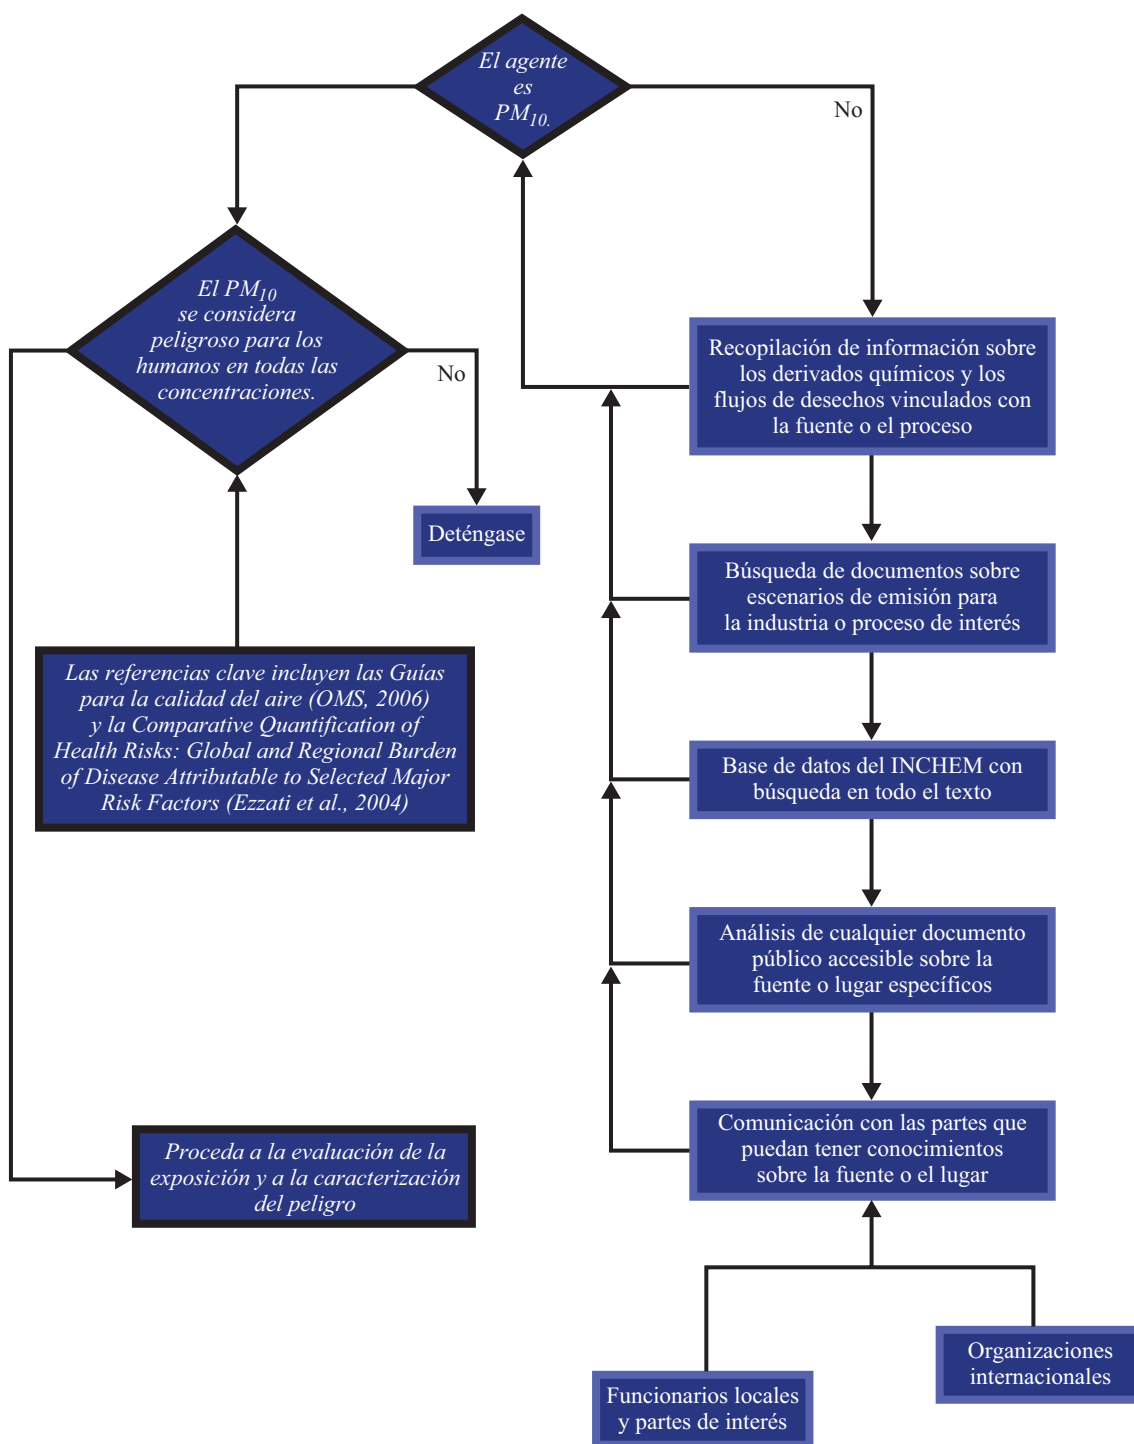 El agente
es
PM10.
No
El PM10
se considera
peligroso para los
humanos en todas las
concentraciones.
No
Deténgase
Las referencias clave incluyen las Guías
para la calidad del aire (OMS, 2006)
y la Comparative Quantification of
Health Risks: Global and Regional Burden
of Disease Attributable to Selected Major
Risk Factors (Ezzati et al., 2004)
Proceda a la evaluación de la
exposición y a la caracterización
del peligro
Recopilación de información sobre
los derivados químicos y los
flujos de desechos vinculados con
la fuente o el proceso
Búsqueda de documentos sobre
escenarios de emisión para
la industria o proceso de interés
Base de datos del INCHEM con
búsqueda en todo el texto
Análisis de cualquier documento
público accesible sobre la
fuente o lugar específicos
Comunicación con las partes que
puedan tener conocimientos
sobre la fuente o el lugar
Funcionarios locales
y partes de interés
Organizaciones
internacionales